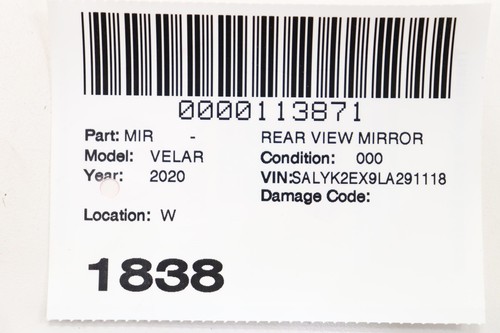 0000113871
Part: MIR - REAR VIEW MIRROR
Model: VELAR Condition: 000
Year: 2020 VIN:SALYK2EX9LA291118
Damage Code:
Location: W
1838